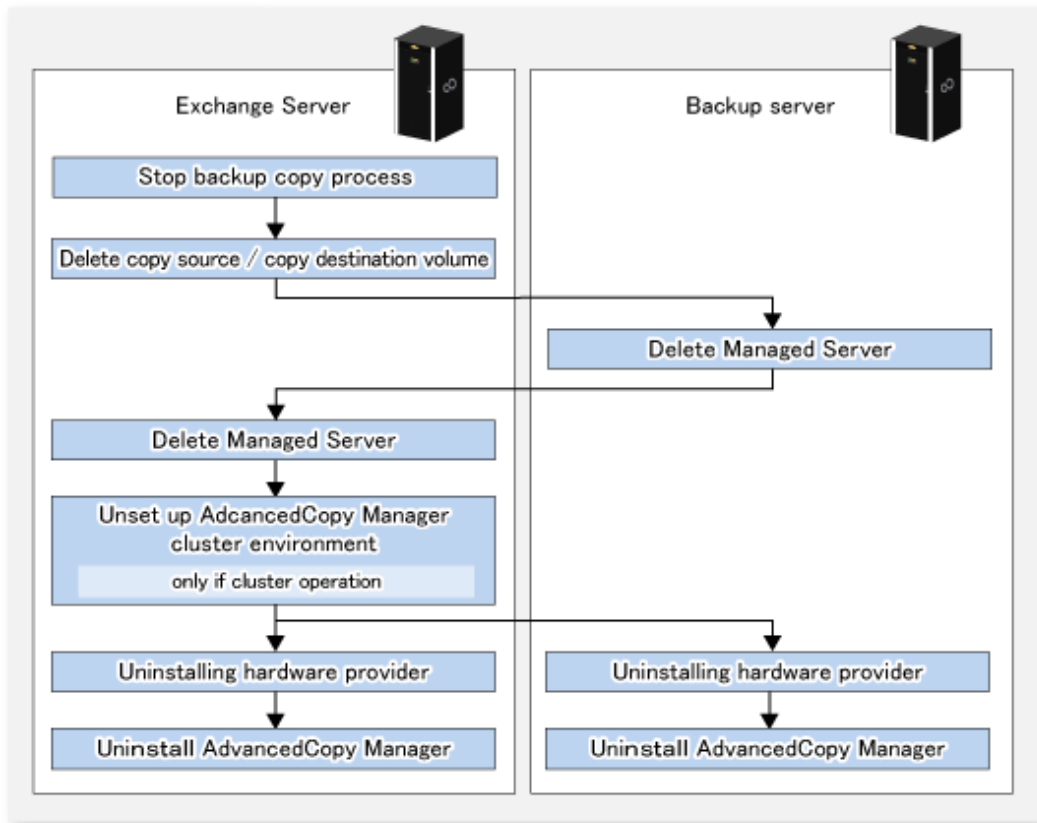 Exchange Server
Backup server
Stop backup copy process
Delete copy source / copy destination volume
Delete Managed Server
Delete Managed Server
Unset up AdcancedCopy Manager
cluster environment
only if cluster operation
Uninstalling hardware provider
Uninstalling hardware provider
Uninstall AdvancedCopy Manager
Uninstall AdvancedCopy Manager